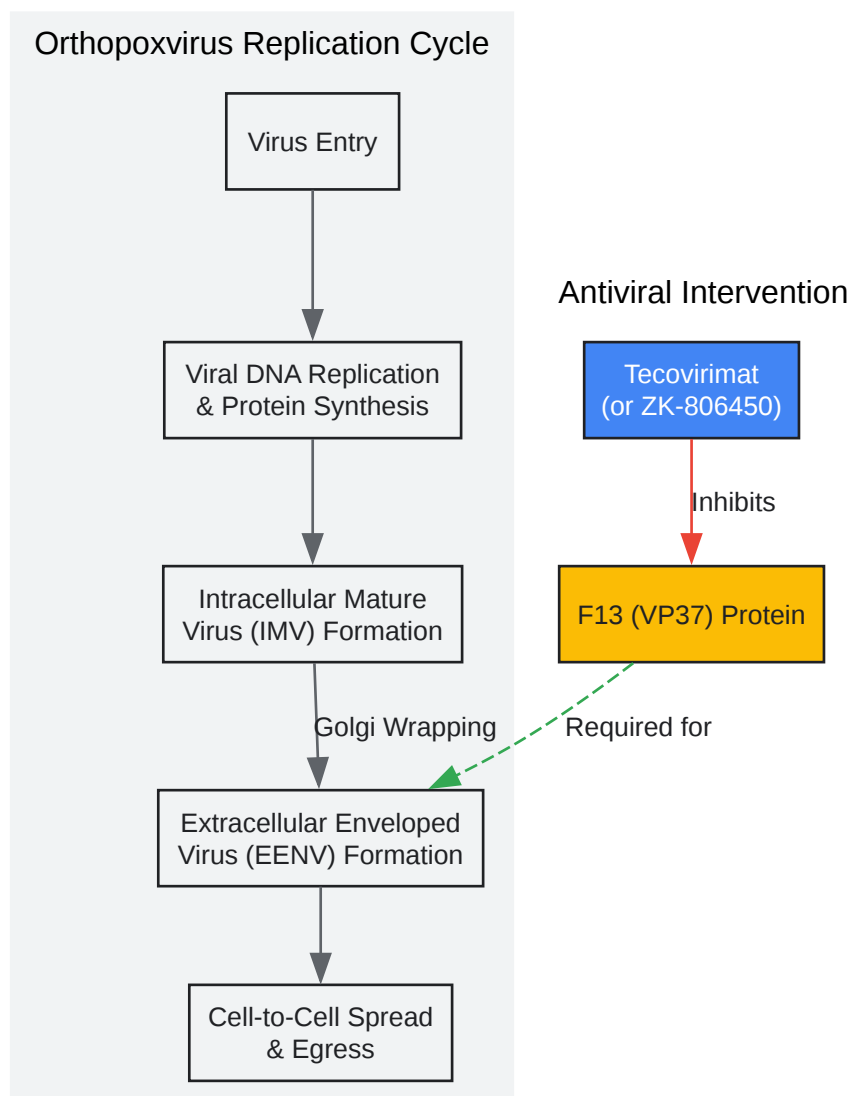 Orthopoxvirus Replication Cycle
Virus Entry
Viral DNA Replication
& Protein Synthesis
Intracellular Mature
Virus (IMV) Formation
Golgi Wrapping
Extracellular Enveloped
Virus (EENV) Formation
Cell-to-Cell Spread
& Egress
Antiviral Intervention
Tecovirimat
(or ZK-806450)
Inhibits
F13 (VP37) Protein
Required for